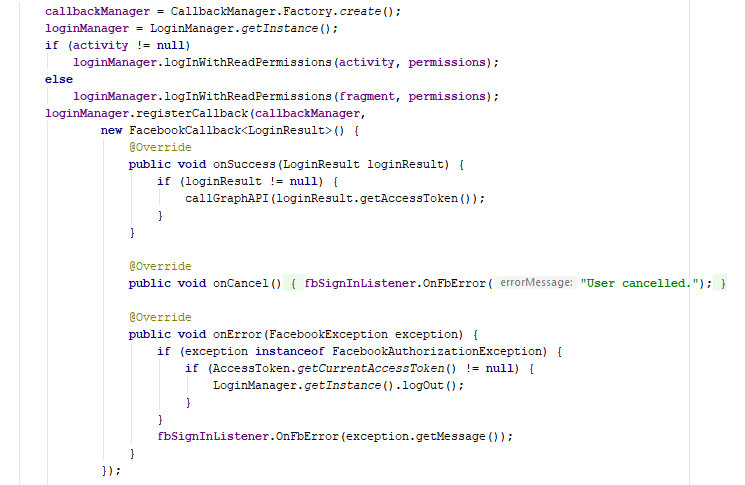 callbackManager = CallbackManager.Factory.create();
loginManager = LoginManager.getInstance();
if (activity != null)
    loginManager.logInWithReadPermissions(activity, permissions);
else
    loginManager.logInWithReadPermissions(fragment, permissions);
loginManager.registerCallback(callbackManager,
        new FacebookCallback<LoginResult>() {
            @Override
            public void onSuccess(LoginResult loginResult) {
                if (loginResult != null) {
                    callGraphAPI(loginResult.getAccessToken());
                }
            }
            @Override
            public void onCancel() { fbSignInListener.OnFbError( errorMessage: "User cancelled."); }
            @Override
            public void onError(FacebookException exception) {
                if (exception instanceof FacebookAuthorizationException) {
                    if (AccessToken.getCurrentAccessToken() != null) {
                        LoginManager.getInstance().logOut();
                    }
                }
                fbSignInListener.OnFbError(exception.getMessage());
            }
        });